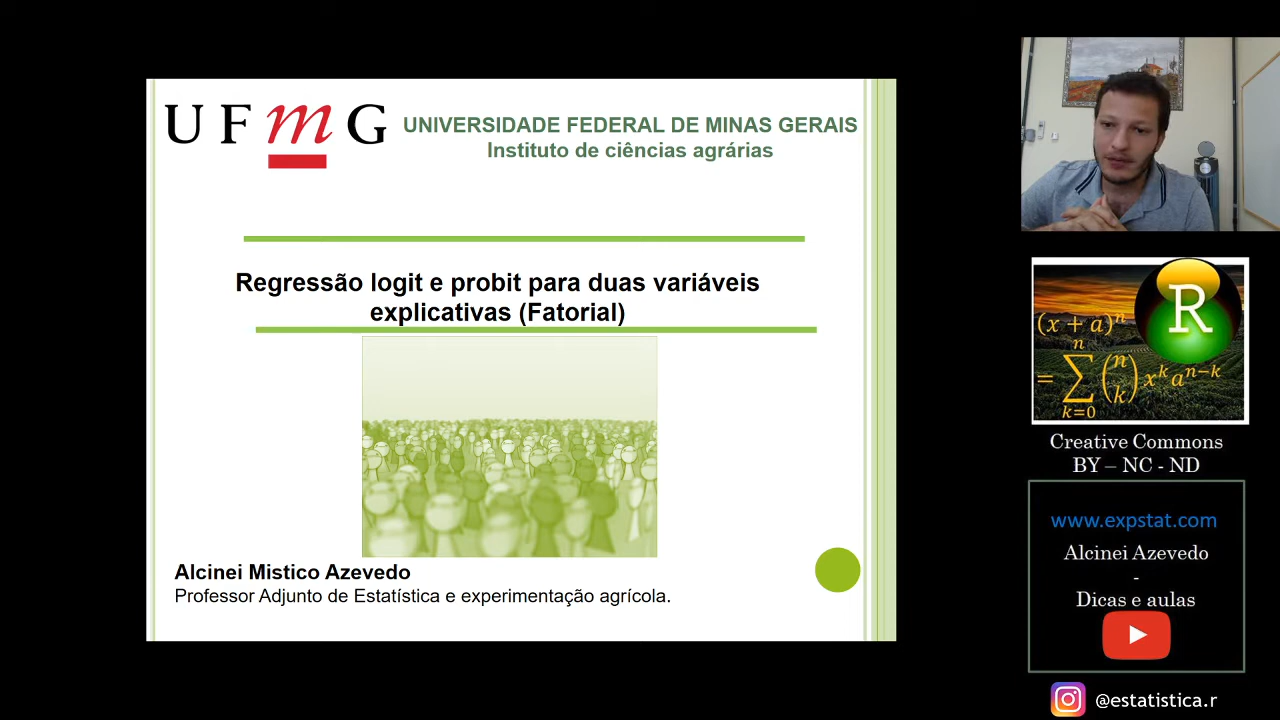 UFmG
UNIVERSIDADE FEDERAL DE MINAS GERAIS
Instituto de ciências agrárias
Regressão logit e probit para duas variáveis
explicativas (Fatorial)
Alcinei Mistico Azevedo
Professor Adjunto de Estatística e experimentação agrícola.
R
(x + a)^n
= ∑_{k=0}^{n} (n k) x^k a^{n−k}
Creative Commons
BY – NC - ND
www.expstat.com
Alcinei Azevedo
-
Dicas e aulas
@estatistica.r